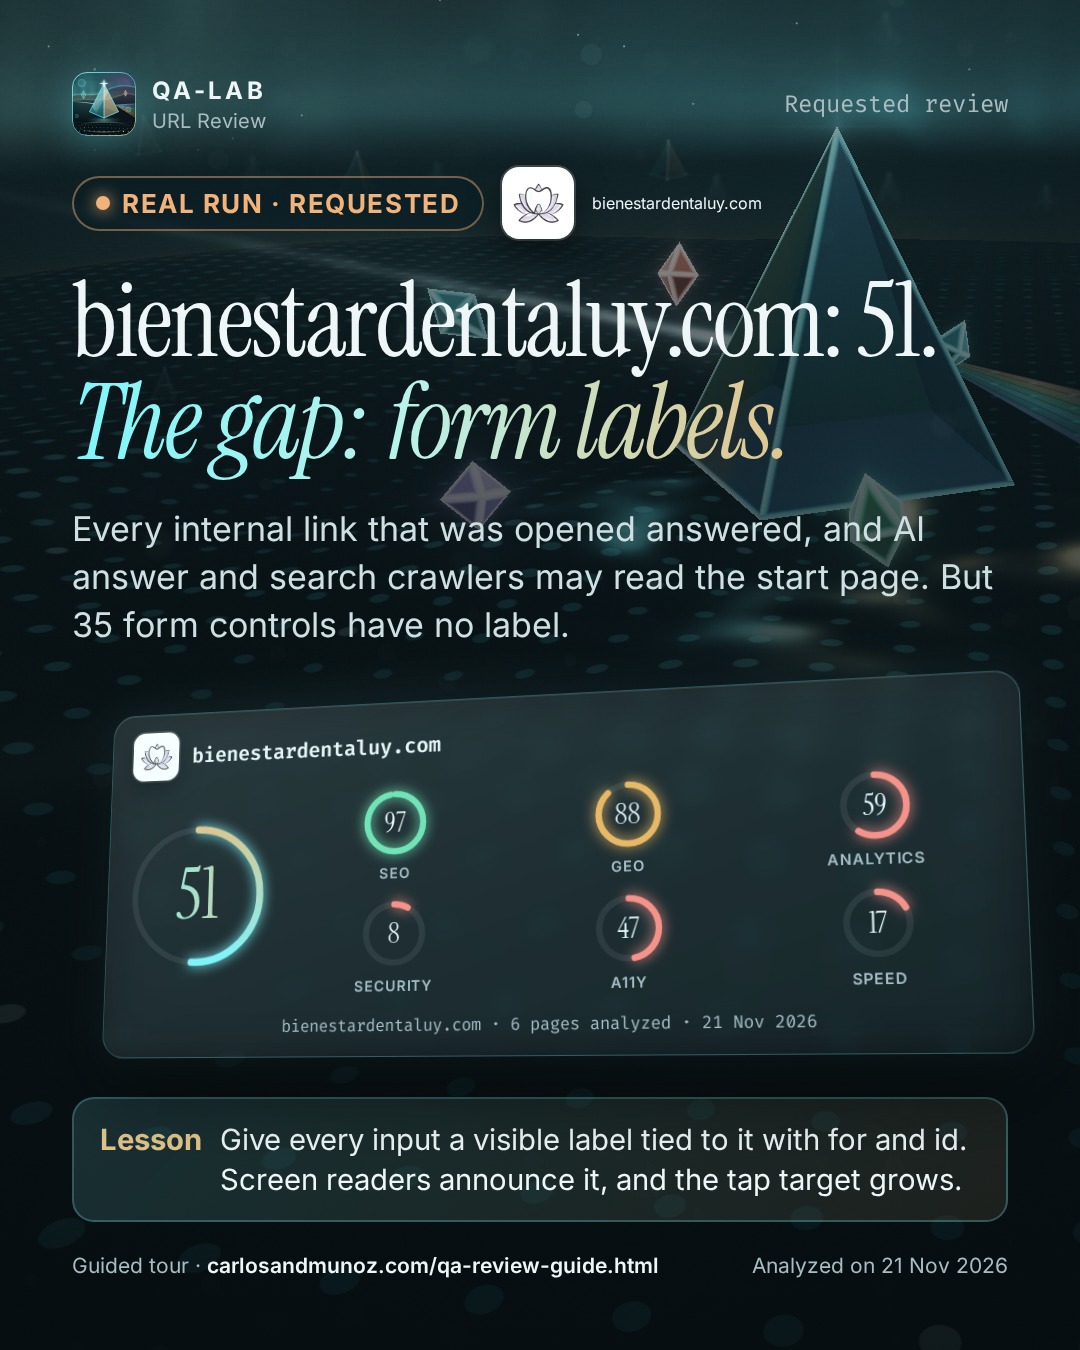 QA-LAB
URL Review
Requested review
REAL RUN · REQUESTED
bienestardentaluy.com
bienestardentaluy.com: 51.
The gap: form labels.
Every internal link that was opened answered, and AI
answer and search crawlers may read the start page. But
35 form controls have no label.
bienestardentaluy.com
51
97
SEO
88
GEO
59
ANALYTICS
8
SECURITY
47
A11Y
17
SPEED
bienestardentaluy.com · 6 pages analyzed · 21 Nov 2026
Lesson Give every input a visible label tied to it with for and id.
Screen readers announce it, and the tap target grows.
Guided tour · carlosandmunoz.com/qa-review-guide.html
Analyzed on 21 Nov 2026